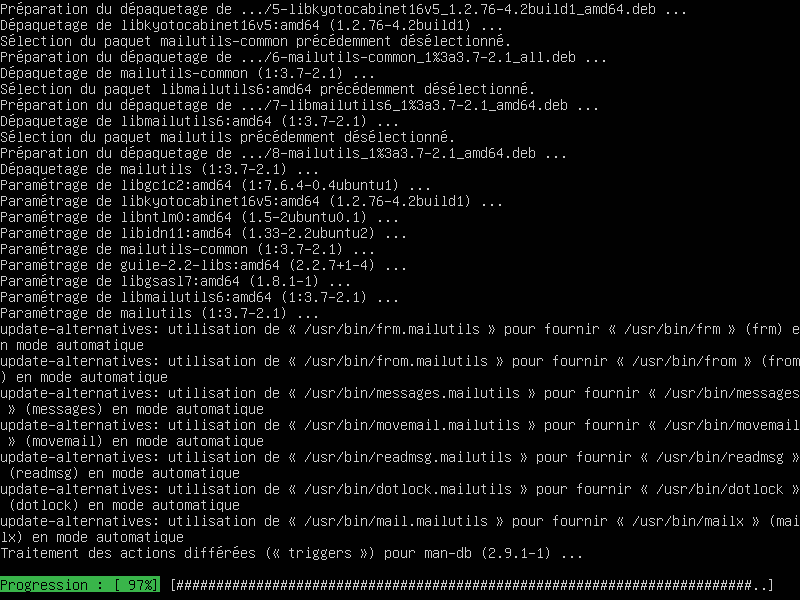 Préparation du dépaquetage de .../5-libkyotocabinet16v5_1.2.76-4.2build1_amd64.deb ...
Dépaquetage de libkyotocabinet16v5:amd64 (1.2.76-4.2build1) ...
Sélection du paquet mailutils-common précédemment désélectionné.
Préparation du dépaquetage de .../6-mailutils-common_1%3a3.7-2.1_all.deb ...
Dépaquetage de mailutils-common (1:3.7-2.1) ...
Sélection du paquet libmailutils6:amd64 précédemment désélectionné.
Préparation du dépaquetage de .../7-libmailutils6_1%3a3.7-2.1_amd64.deb ...
Dépaquetage de libmailutils6:amd64 (1:3.7-2.1) ...
Sélection du paquet mailutils précédemment désélectionné.
Préparation du dépaquetage de .../8-mailutils_1%3a3.7-2.1_amd64.deb ...
Dépaquetage de mailutils (1:3.7-2.1) ...
Paramétrage de libgc1c2:amd64 (1:7.6.4-0.4ubuntu1) ...
Paramétrage de libkyotocabinet16v5:amd64 (1.2.76-4.2build1) ...
Paramétrage de libntlm0:amd64 (1.5-2ubuntu0.1) ...
Paramétrage de libidn11:amd64 (1.33-2.2ubuntu2) ...
Paramétrage de mailutils-common (1:3.7-2.1) ...
Paramétrage de guile-2.2-libs:amd64 (2.2.7+1-4) ...
Paramétrage de libgsasl7:amd64 (1.8.1-1) ...
Paramétrage de libmailutils6:amd64 (1:3.7-2.1) ...
Paramétrage de mailutils (1:3.7-2.1) ...
update-alternatives: utilisation de « /usr/bin/frm.mailutils » pour fournir « /usr/bin/frm » (frm) e
n mode automatique
update-alternatives: utilisation de « /usr/bin/from.mailutils » pour fournir « /usr/bin/from » (from
) en mode automatique
update-alternatives: utilisation de « /usr/bin/messages.mailutils » pour fournir « /usr/bin/messages
» (messages) en mode automatique
update-alternatives: utilisation de « /usr/bin/movemail.mailutils » pour fournir « /usr/bin/movemail
» (movemail) en mode automatique
update-alternatives: utilisation de « /usr/bin/readmsg.mailutils » pour fournir « /usr/bin/readmsg »
(readmsg) en mode automatique
update-alternatives: utilisation de « /usr/bin/dotlock.mailutils » pour fournir « /usr/bin/dotlock »
(dotlock) en mode automatique
update-alternatives: utilisation de « /usr/bin/mail.mailutils » pour fournir « /usr/bin/mailx » (mai
lx) en mode automatique
Traitement des actions différées (« triggers ») pour man-db (2.9.1-1) ...
Progression : [ 97%] [########################################################################..]